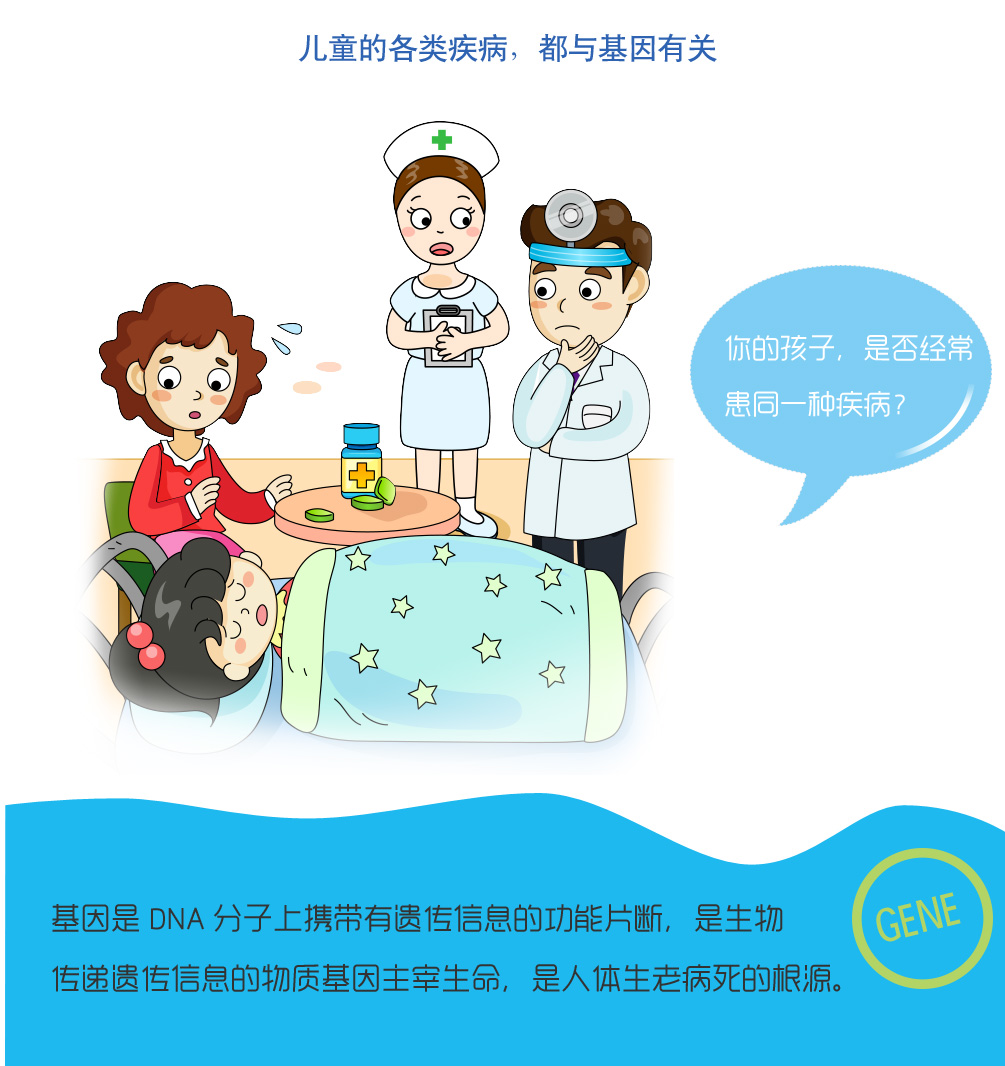 儿童的各类疾病，都与基因有关
你的孩子，是否经常
患同一种疾病？
基因是 DNA 分子上携带有遗传信息的功能片断，是生物
传递遗传信息的物质基因主宰生命，是人体生老病死的根源。
GENE